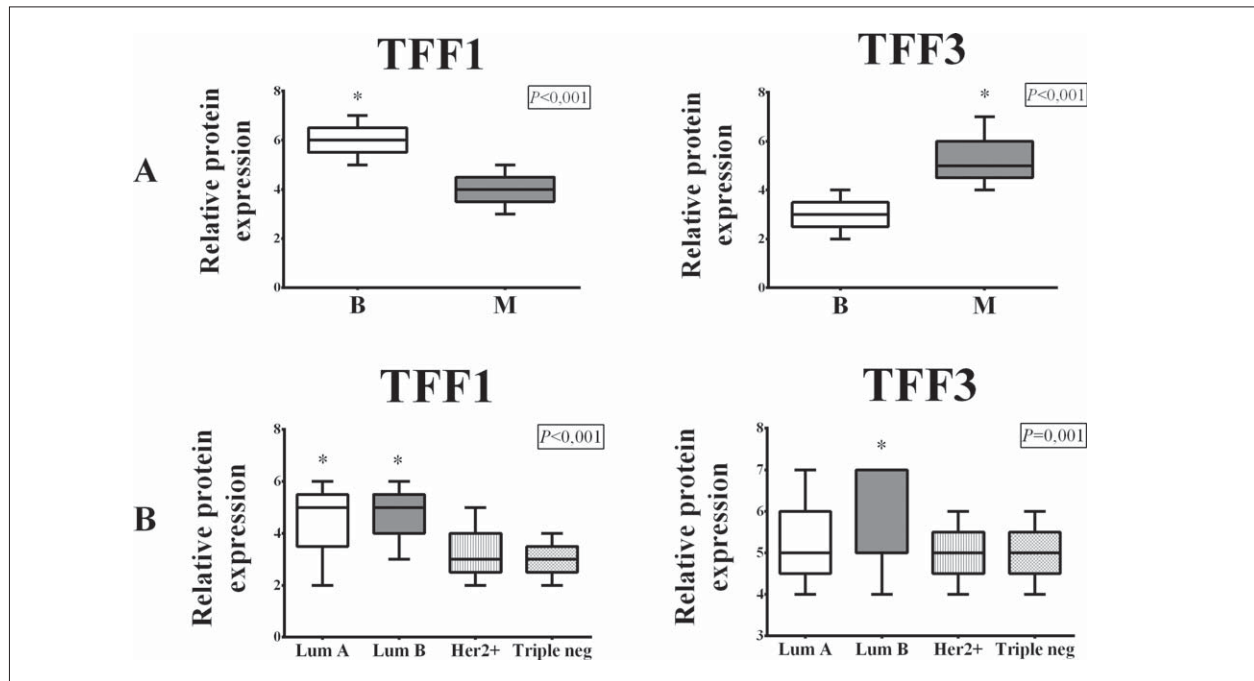 TFF1
TFF3
A
Relative protein
expression
8
6
4
2
0
*
P<0,001
B
M
Relative protein
expression
8
6
4
2
0
*
P<0,001
B
M
TFF1
TFF3
B
Relative protein
expression
8
6
4
2
0
*
*
P<0,001
Lum A
Lum B
Her2+
Triple neg
Relative protein
expression
8
7
6
5
4
3
*
P=0,001
Lum A
Lum B
Her2+
Triple neg